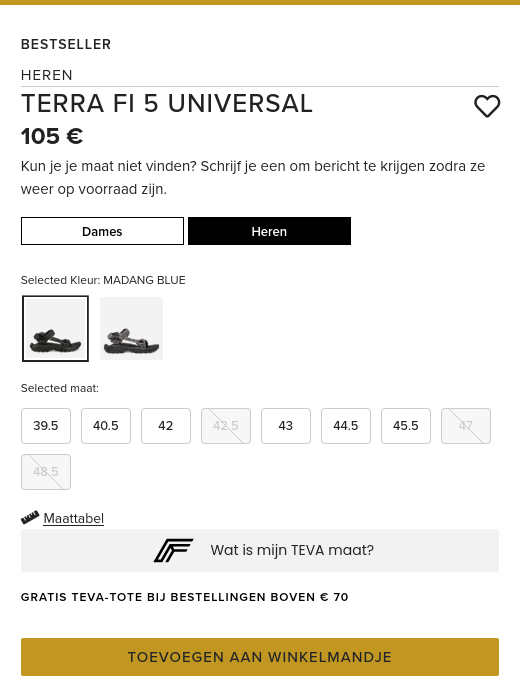 BESTSELLER
HEREN
TERRA FI 5 UNIVERSAL
105 €
Kun je je maat niet vinden? Schrijf je een om bericht te krijgen zodra ze
weer op voorraad zijn.
Dames Heren
Selected Kleur: MADANG BLUE
Selected maat:
39.5 40.5 42 42.5 43 44.5 45.5 47
48.5
Maattabel
Wat is mijn TEVA maat?
GRATIS TEVA-TOTE BIJ BESTELLINGEN BOVEN € 70
TOEVOEGEN AAN WINKELMANDJE